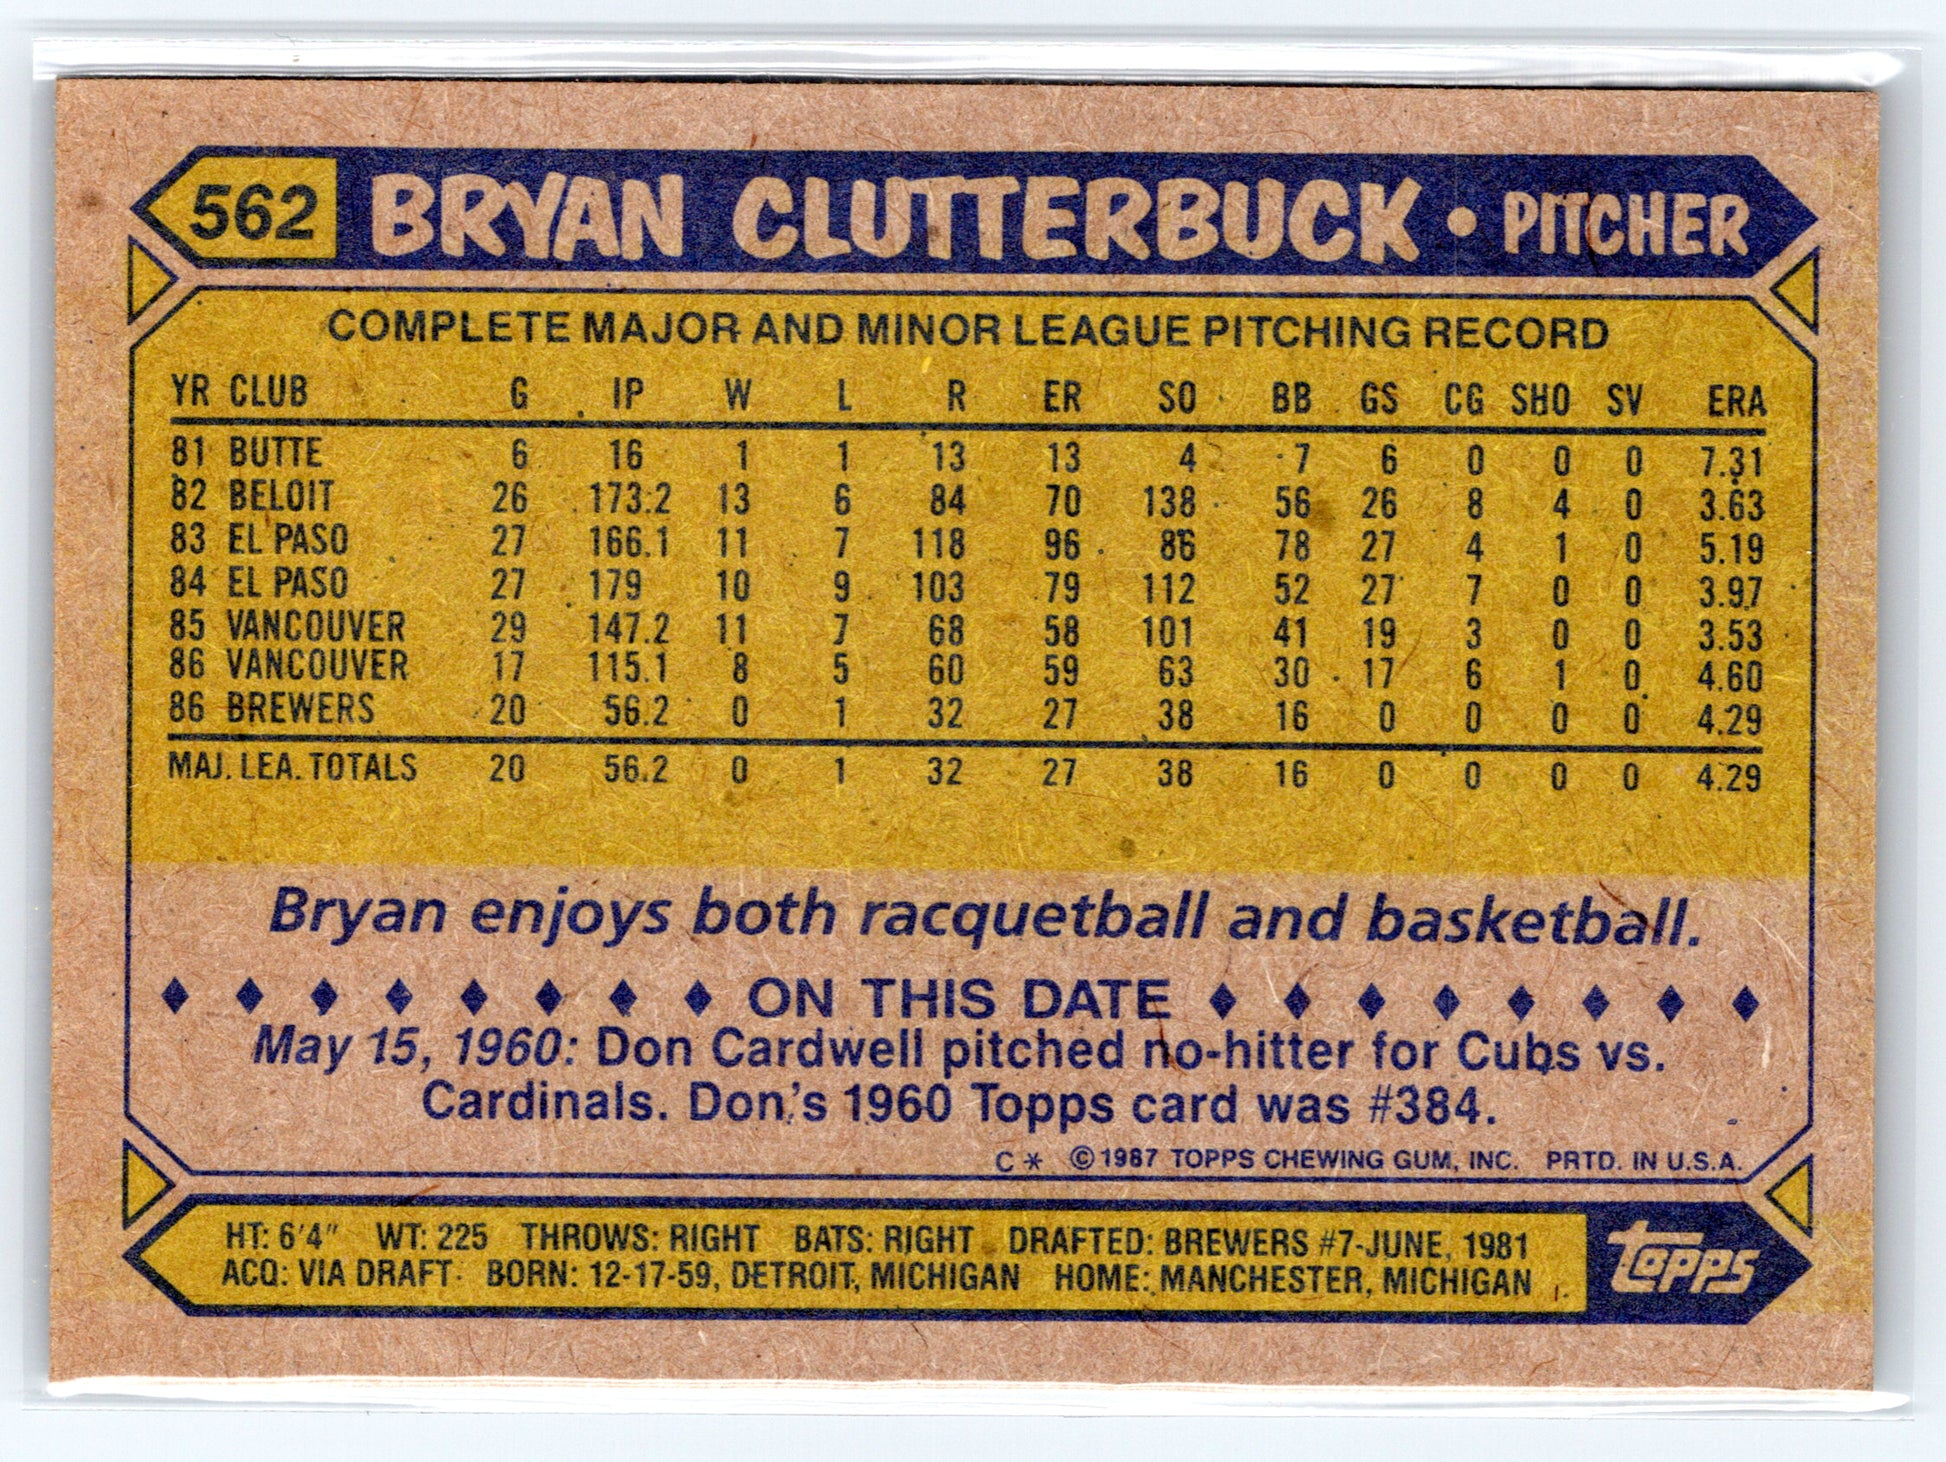 562 BRYAN CLUTTERBUCK • PITCHER
COMPLETE MAJOR AND MINOR LEAGUE PITCHING RECORD
YR CLUB G IP W L R ER SO BB GS CG SHO SV ERA
81 BUTTE 6 16 1 1 13 13 4 7 6 0 0 0 7.31
82 BELOIT 26 173.2 13 6 84 70 138 56 26 8 4 0 3.63
83 EL PASO 27 166.1 11 7 118 96 86 78 27 4 1 0 5.19
84 EL PASO 27 179 10 9 103 79 112 52 27 7 0 0 3.97
85 VANCOUVER 29 147.2 11 7 68 58 101 41 19 3 0 0 3.53
86 VANCOUVER 17 115.1 8 5 60 59 63 30 17 6 1 0 4.60
86 BREWERS 20 56.2 0 1 32 27 38 16 0 0 0 0 4.29
MAJ. LEA. TOTALS 20 56.2 0 1 32 27 38 16 0 0 0 0 4.29
Bryan enjoys both racquetball and basketball.
ON THIS DATE
May 15, 1960: Don Cardwell pitched no-hitter for Cubs vs.
Cardinals. Don's 1960 Topps card was #384.
C* ©1987 TOPPS CHEWING GUM, INC. PRTD. IN U.S.A.
HT: 6'4" WT: 225 THROWS: RIGHT BATS: RIGHT DRAFTED: BREWERS #7-JUNE, 1981
ACQ: VIA DRAFT BORN: 12-17-59, DETROIT, MICHIGAN HOME: MANCHESTER, MICHIGAN
topps